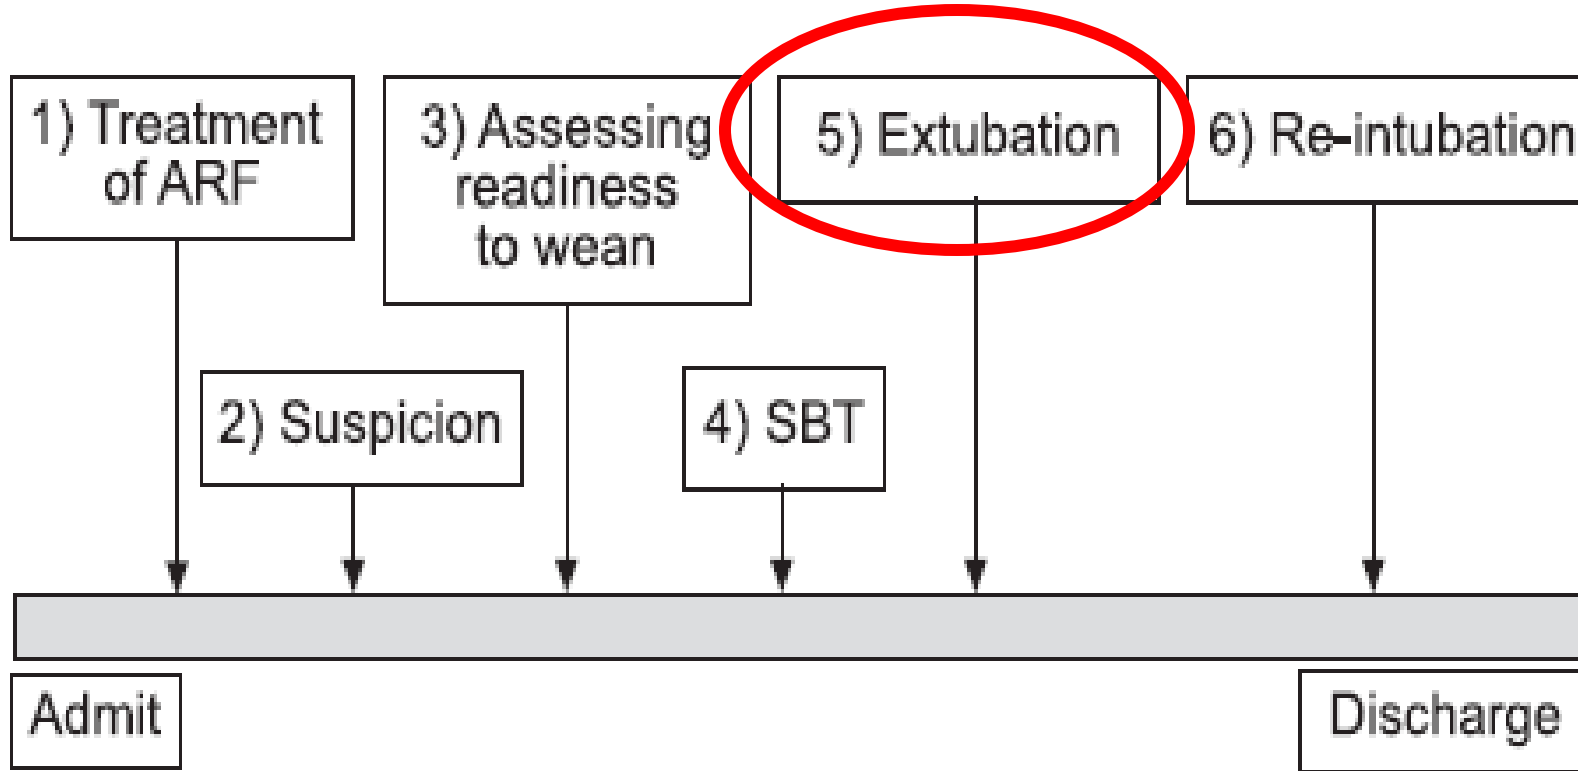 1) Treatment
of ARF
2) Suspicion
3) Assessing
readiness
to wean
4) SBT
5) Extubation
6) Re-intubation
Admit
Discharge